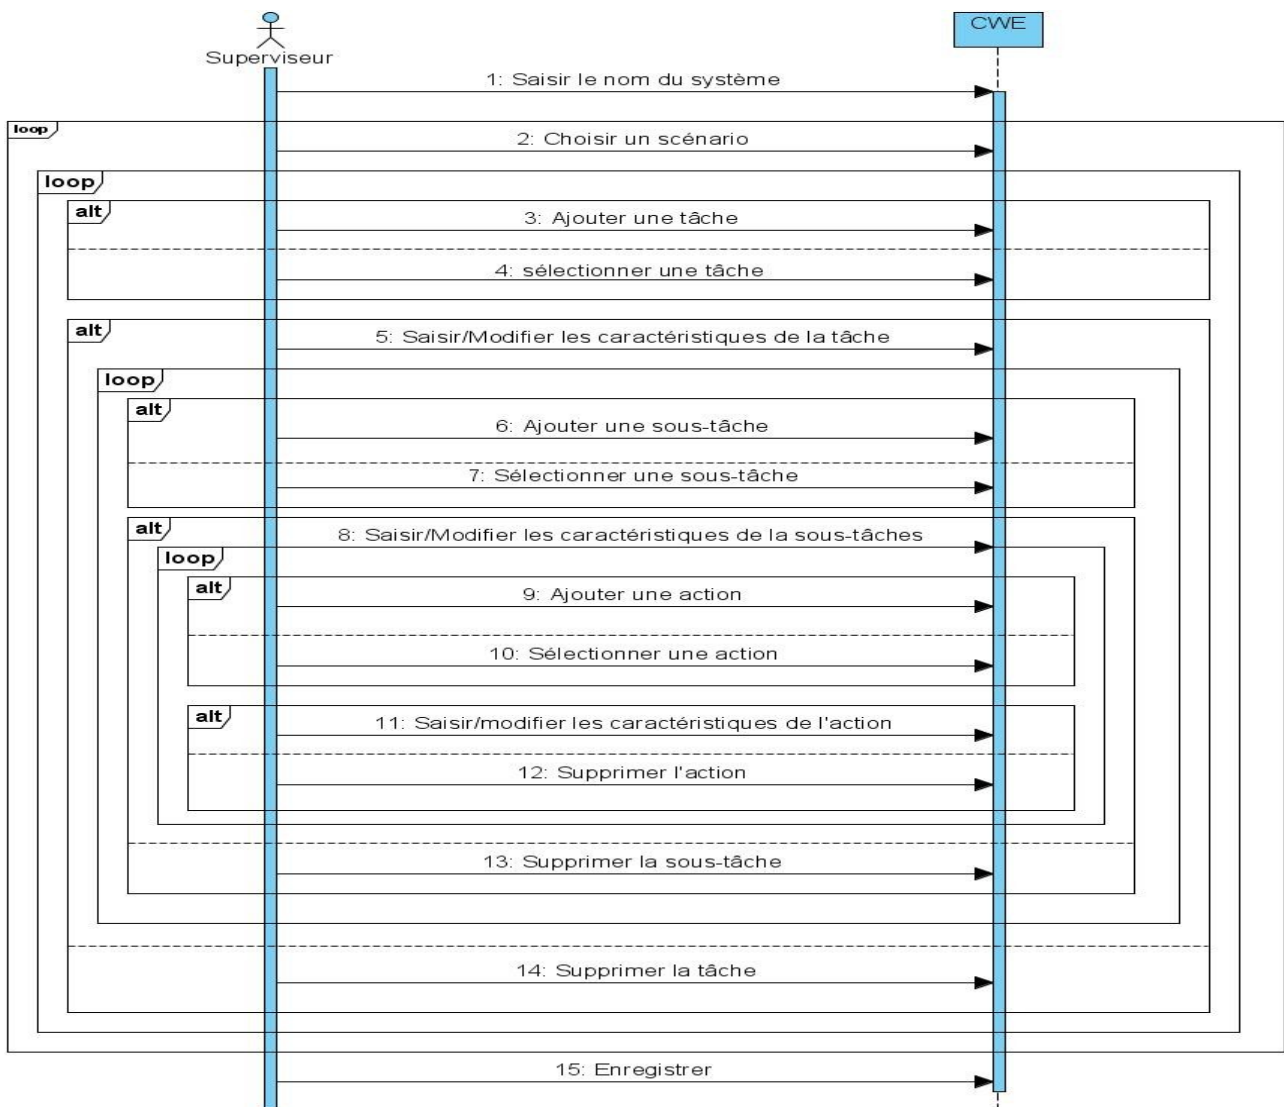 CWE
Superviseur
1: Saisir le nom du système
loop
2: Choisir un scénario
loop
alt
3: Ajouter une tâche
4: sélectionner une tâche
alt
5: Saisir/Modifier les caractéristiques de la tâche
loop
alt
6: Ajouter une sous-tâche
7: Sélectionner une sous-tâche
alt
8: Saisir/Modifier les caractéristiques de la sous-tâches
loop
alt
9: Ajouter une action
10: Sélectionner une action
alt
11: Saisir/modifier les caractéristiques de l'action
12: Supprimer l'action
13: Supprimer la sous-tâche
14: Supprimer la tâche
15: Enregistrer